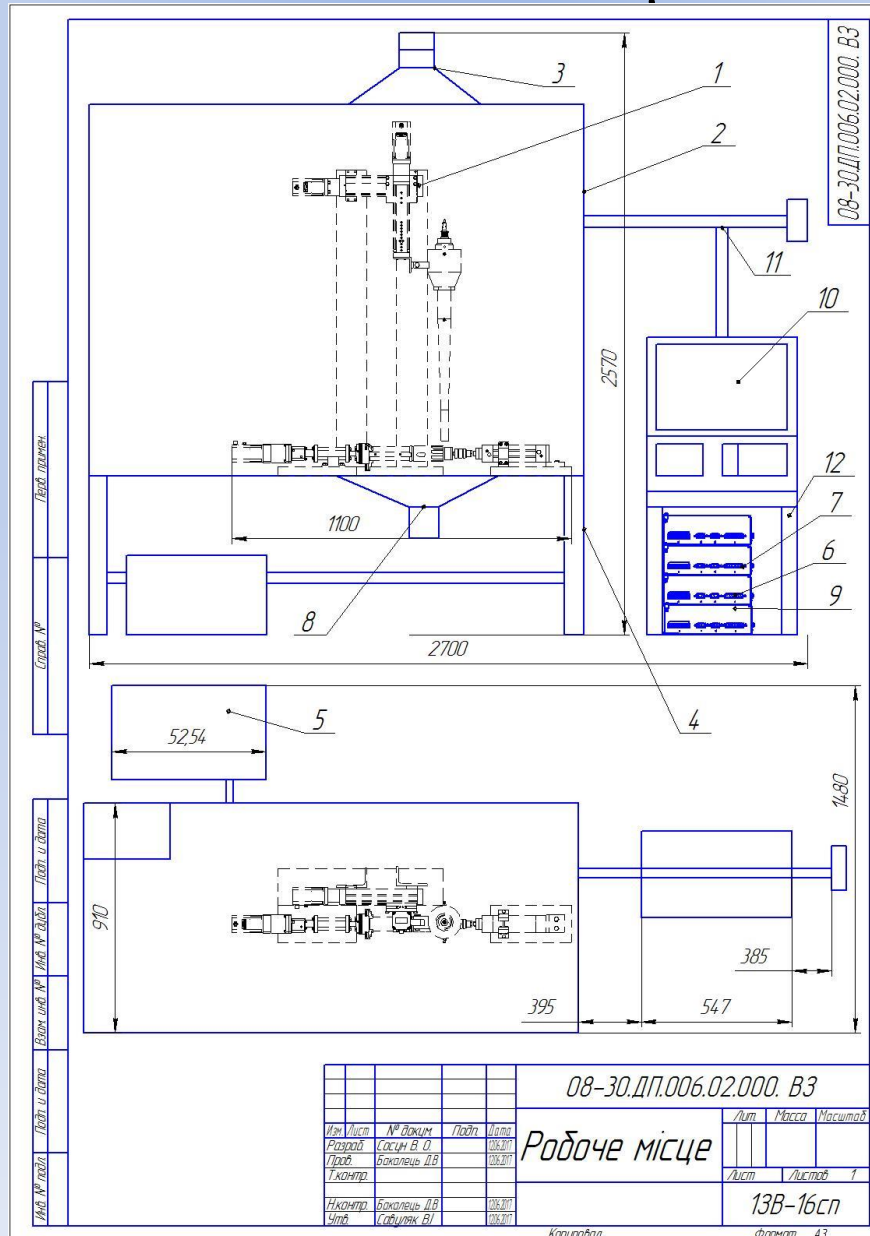 08-30.ДП.006.02.000. ВЗ
3
1
2
11
10
2570
12
7
6
9
1100
8
2700
5
4
52,54
1480
910
385
395
547
Перв. примен.
Справ. №
Подп. и дата
Инв. № дубл.
Взам. инв. №
Подп. и дата
Инв. № подл.
08-30.ДП.006.02.000. ВЗ
Изм. Лист № докум. Подп. Дата
Лит. Масса Масштаб
Разраб. Сосун В. О.
Пров. Бакалець Д.В
Т.контр.
Робоче місце
Лист Листов 1
Н.контр. Бакалець Д.В
Утв. Савуляк В.І
13В-16сп
Копировал Формат А3